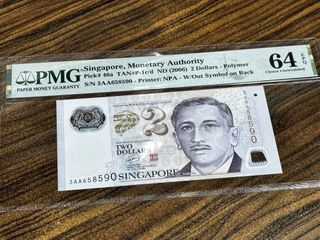 PMG
PAPER MONEY GUARANTY
Singapore, Monetary Authority
Pick# 46a TAN#P-1c/d ND (2006) 2 Dollars - Polymer
S/N 3AA658590 - Printer: NPA - W/Out Symbol on Back
64 EPQ
Choice Uncirculated
3AA658590
2
TWO
DOLLARS
3AA658590
SINGAPORE